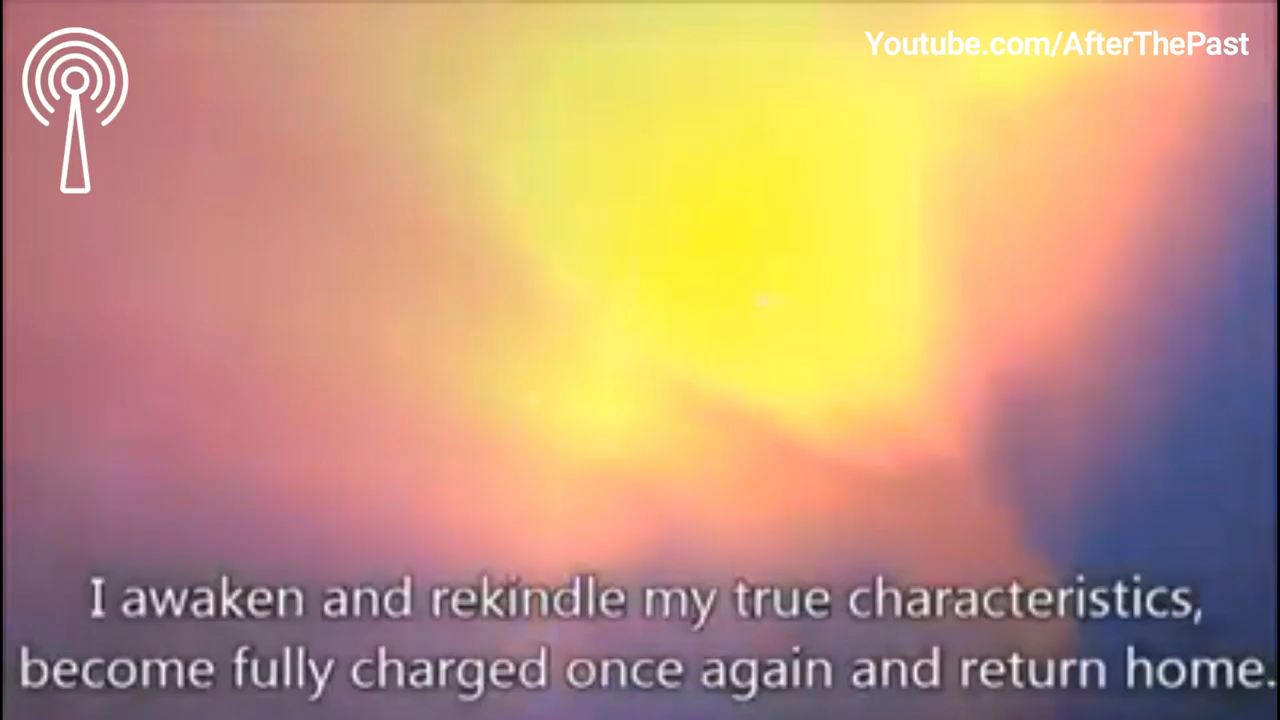 Youtube.com/AfterThePast
I awaken and rekindle my true characteristics,
become fully charged once again and return home.